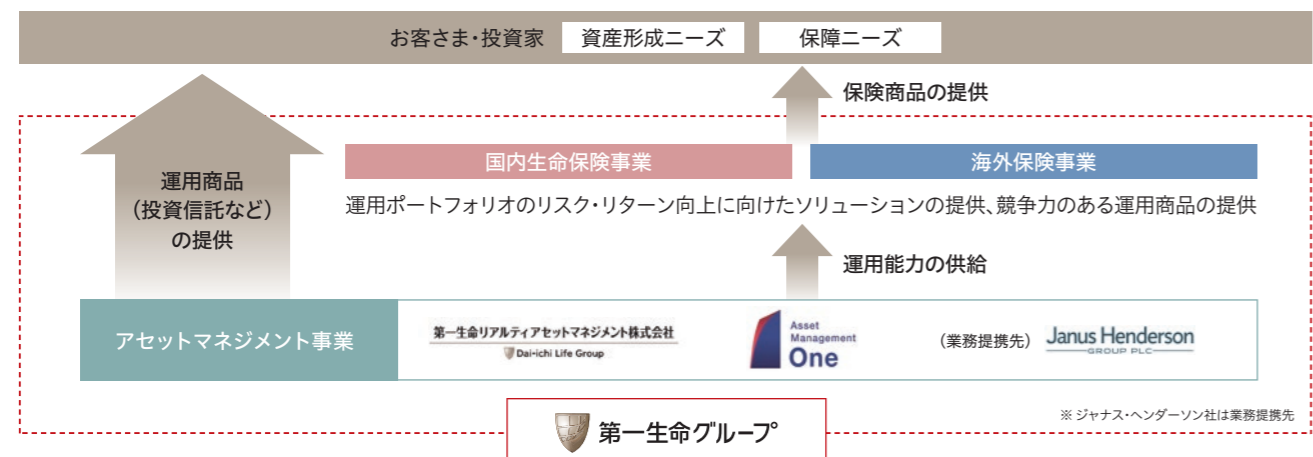 お客さま・投資家 資産形成ニーズ 保障ニーズ
保険商品の提供
運用商品
（投資信託など）
の提供
国内生命保険事業 海外保険事業
運用ポートフォリオのリスク・リターン向上に向けたソリューションの提供、競争力のある運用商品の提供
運用能力の供給
アセットマネジメント事業
第一生命リアルティアセットマネジメント株式会社
Dai-ichi Life Group
Asset
Management
One
（業務提携先）
Janus Henderson
GROUP PLC
※ ジャナス・ヘンダーソン社は業務提携先
第一生命グループ